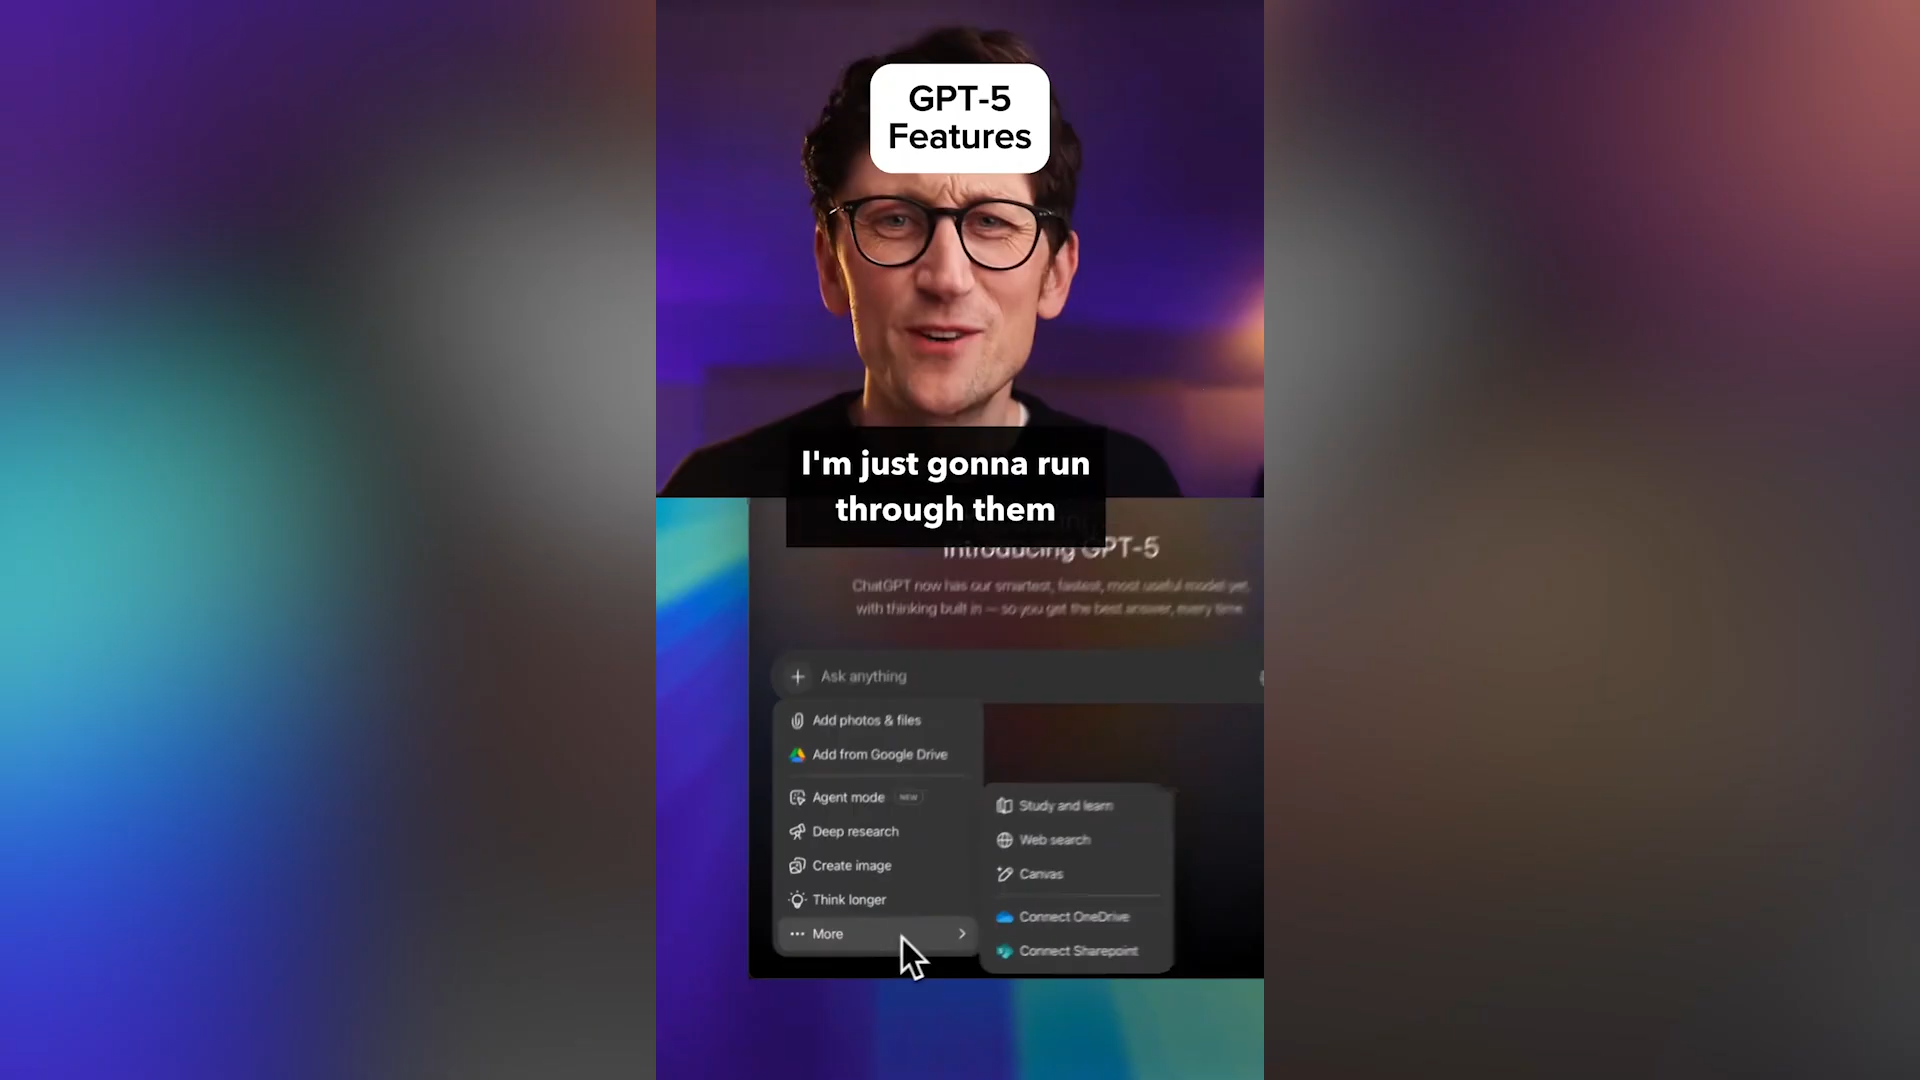 GPT-5
Features
I'm just gonna run
through them
Introducing GPT-5
ChatGPT now has our smartest, fastest, most useful model yet,
with thinking built in — so you get the best answer, every time.
Ask anything
Add photos & files
Add from Google Drive
Agent mode NEW
Deep research
Create image
Think longer
More
Study and learn
Web search
Canvas
Connect OneDrive
Connect Sharepoint